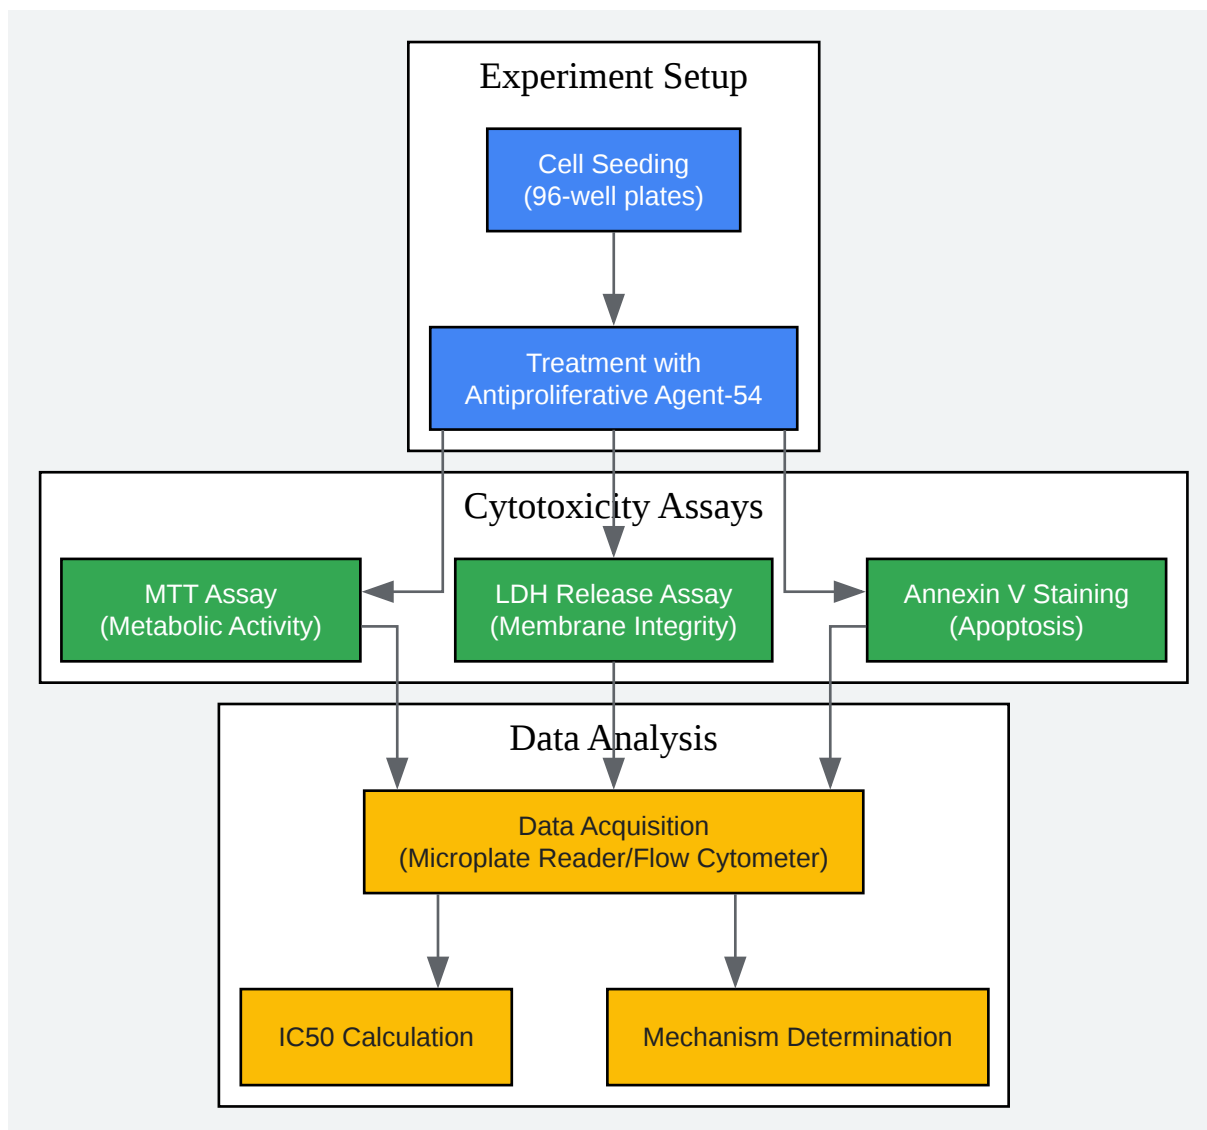 Experiment Setup
Cell Seeding
(96-well plates)
Treatment with
Antiproliferative Agent-54
Cytotoxicity Assays
MTT Assay
(Metabolic Activity)
LDH Release Assay
(Membrane Integrity)
Annexin V Staining
(Apoptosis)
Data Analysis
Data Acquisition
(Microplate Reader/Flow Cytometer)
IC50 Calculation
Mechanism Determination